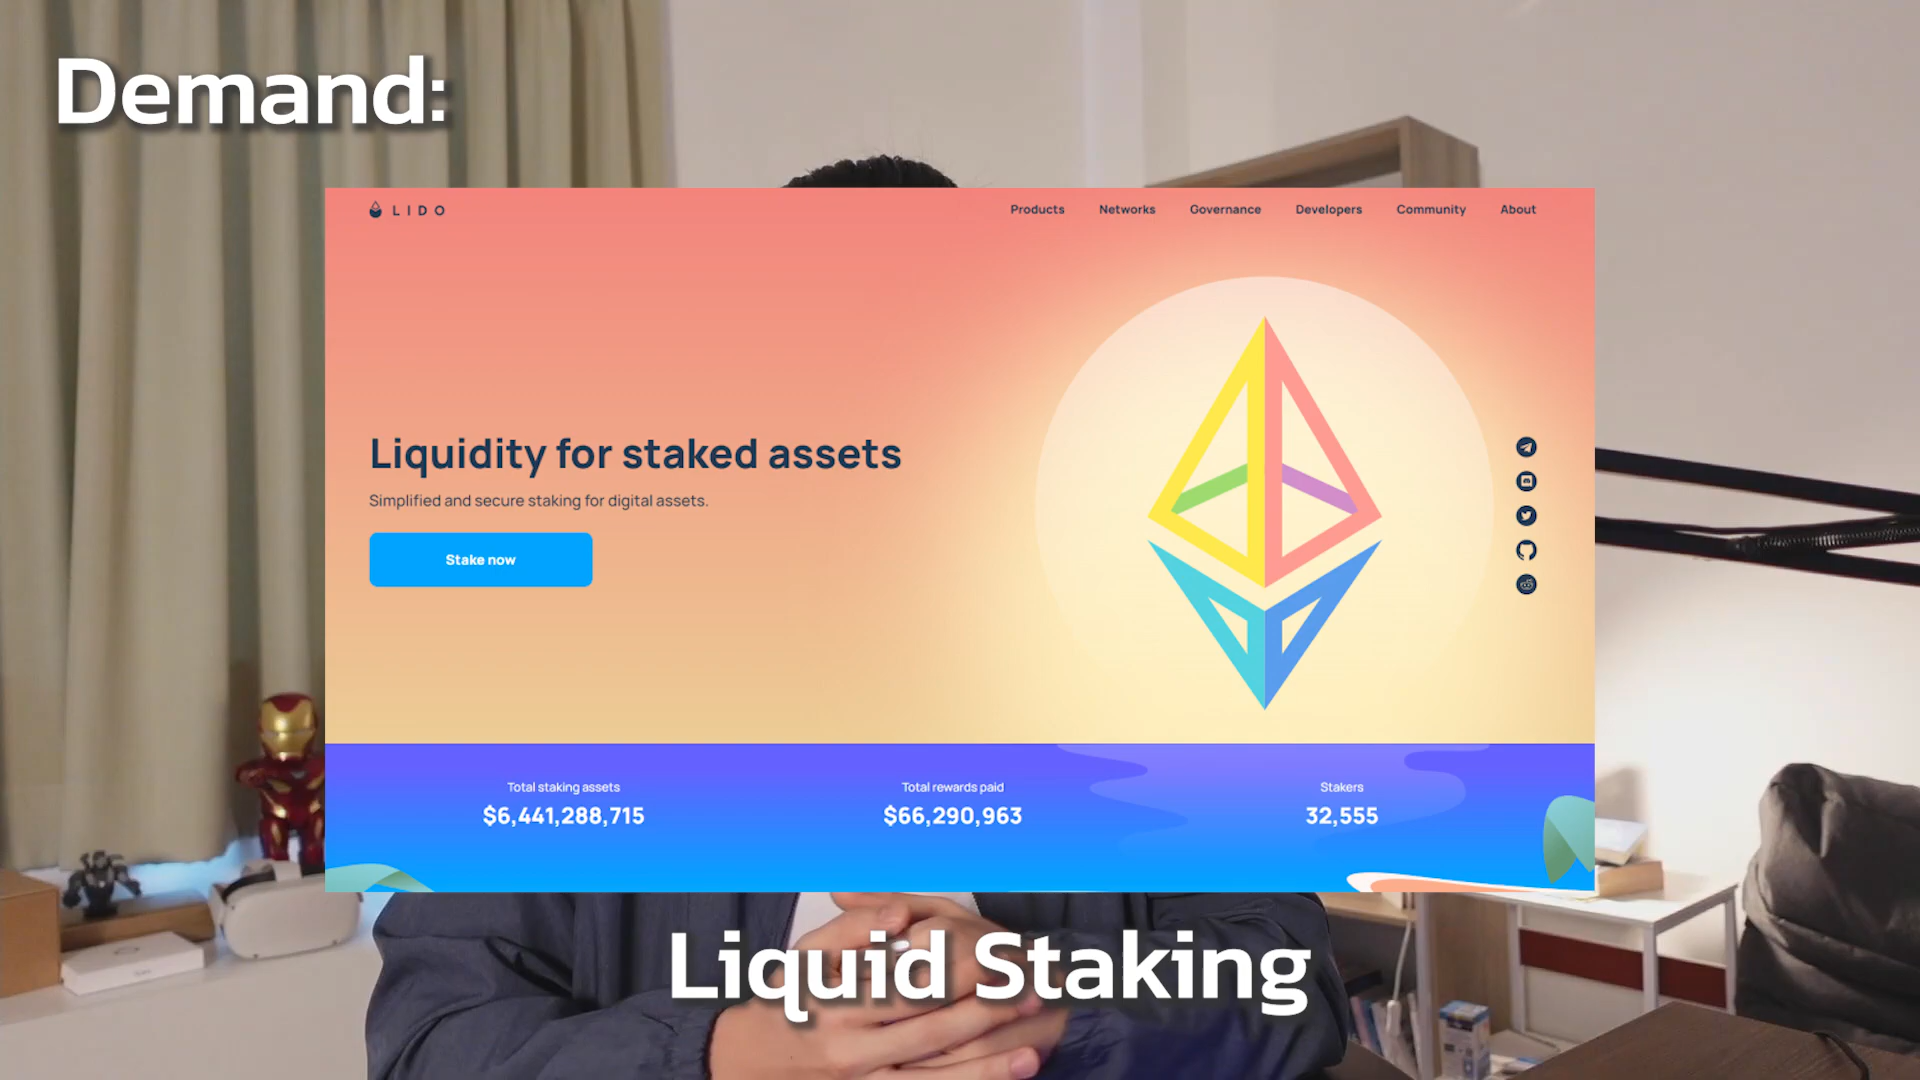 Demand:
LIDO
Products Networks Governance Developers Community About
Liquidity for staked assets
Simplified and secure staking for digital assets.
Stake now
Total staking assets Total rewards paid Stakers
$6,441,288,715 $66,290,963 32,555
Liquid Staking